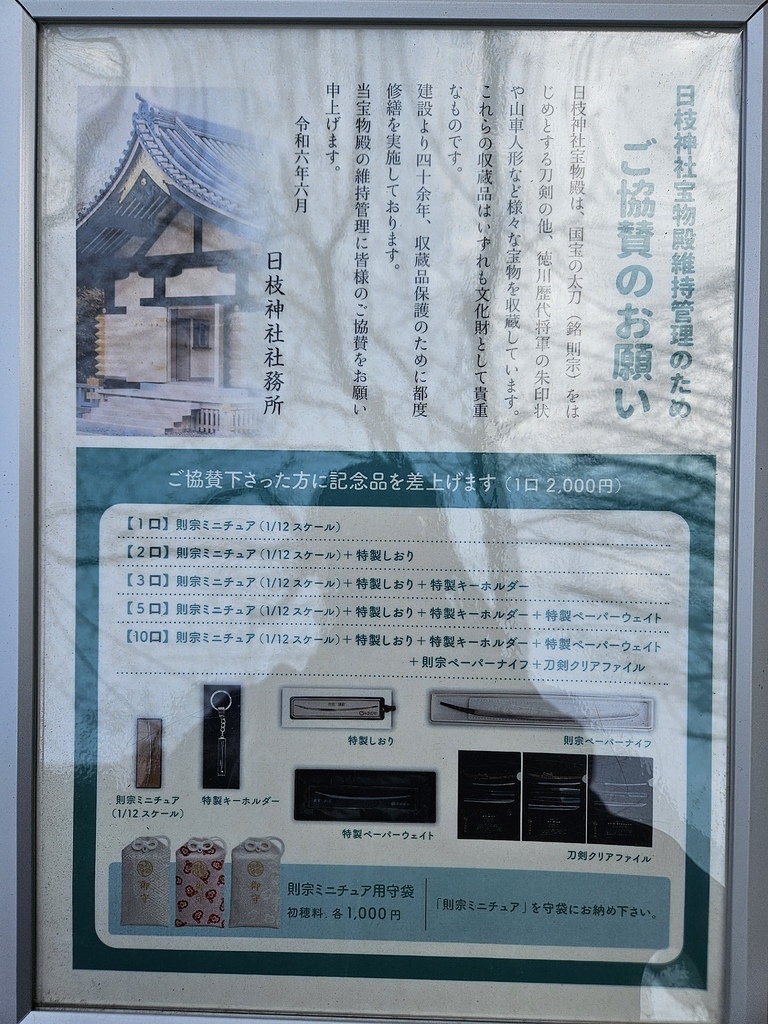 日枝神社宝物殿維持管理のため
ご協賛のお願い
日枝神社宝物殿は、国宝の太刀（銘 則宗）をは
じめとする刀剣の他、徳川歴代将軍の朱印状
や山車人形など様々な宝物を収蔵しています。
これらの収蔵品はいずれも文化財として貴重
なものです。
建設より四十余年、収蔵品保護のために都度
修繕を実施しております。
当宝物殿の維持管理に皆様のご協賛をお願い
申上げます。
令和六年六月
日枝神社社務所
ご協賛下さった方に記念品を差上げます（1口 2,000円）
【1口】則宗ミニチュア（1/12 スケール）
【2口】則宗ミニチュア（1/12 スケール）＋特製しおり
【3口】則宗ミニチュア（1/12 スケール）＋特製しおり＋特製キーホルダー
【5口】則宗ミニチュア（1/12 スケール）＋特製しおり＋特製キーホルダー＋特製ペーパーウェイト
【10口】則宗ミニチュア（1/12 スケール）＋特製しおり＋特製キーホルダー＋特製ペーパーウェイト
＋則宗ペーパーナイフ＋刀剣クリアファイル
特製しおり
則宗ペーパーナイフ
則宗ミニチュア
（1/12 スケール）
特製キーホルダー
特製ペーパーウェイト
刀剣クリアファイル
御守
御守
御守
則宗ミニチュア用守袋
初穂料、各1,000円
「則宗ミニチュア」を守袋にお納め下さい。